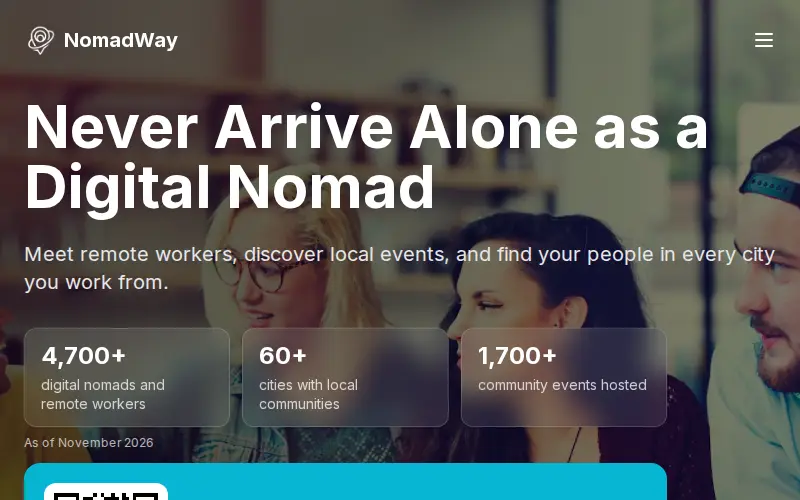 NomadWay
Never Arrive Alone as a
Digital Nomad
Meet remote workers, discover local events, and find your people in every city
you work from.
4,700+
digital nomads and
remote workers
60+
cities with local
communities
1,700+
community events hosted
As of November 2026